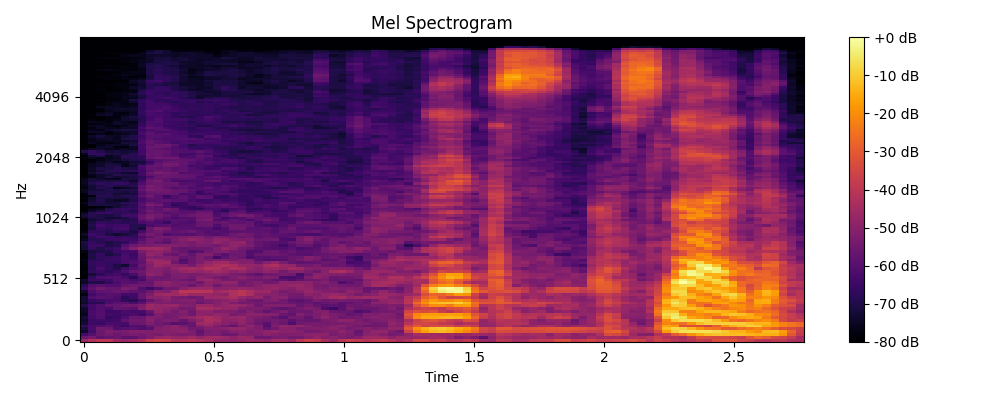 Mel Spectrogram
+0 dB
-10 dB
-20 dB
-30 dB
-40 dB
-50 dB
-60 dB
-70 dB
-80 dB
4096
2048
1024
512
0
Hz
0
0.5
1
1.5
2
2.5
Time